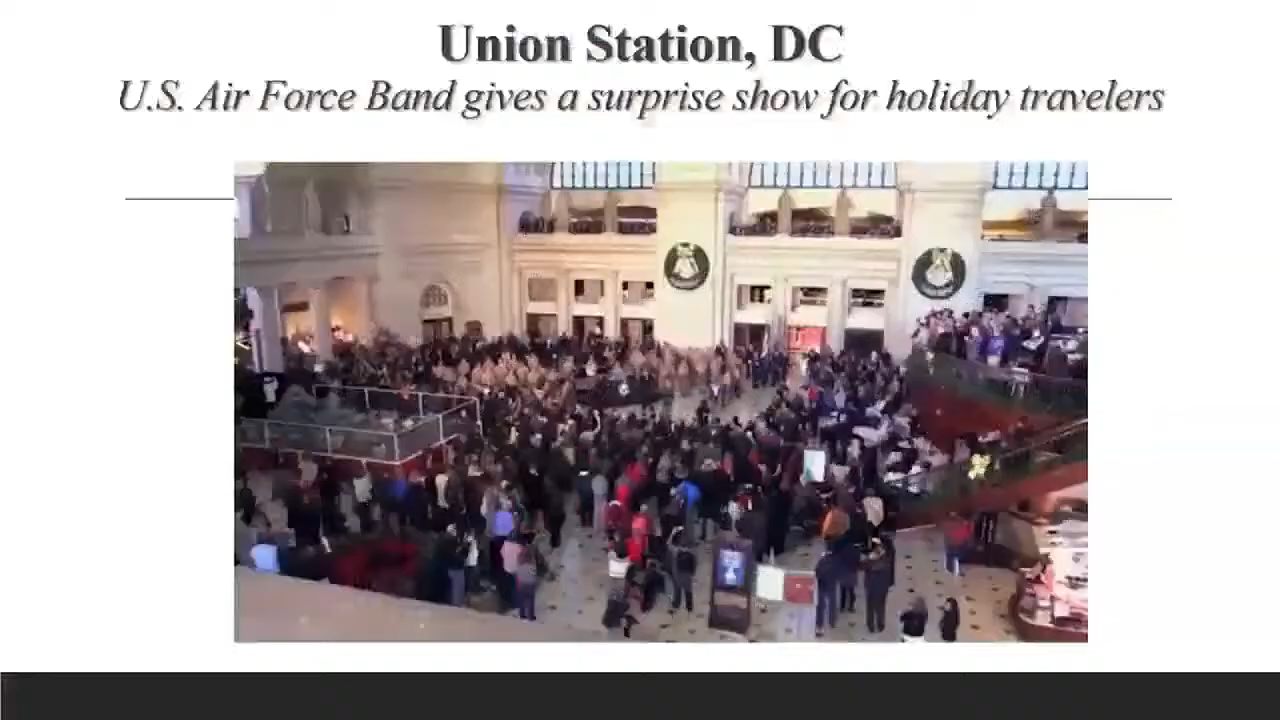 Union Station, DC
U.S. Air Force Band gives a surprise show for holiday travelers